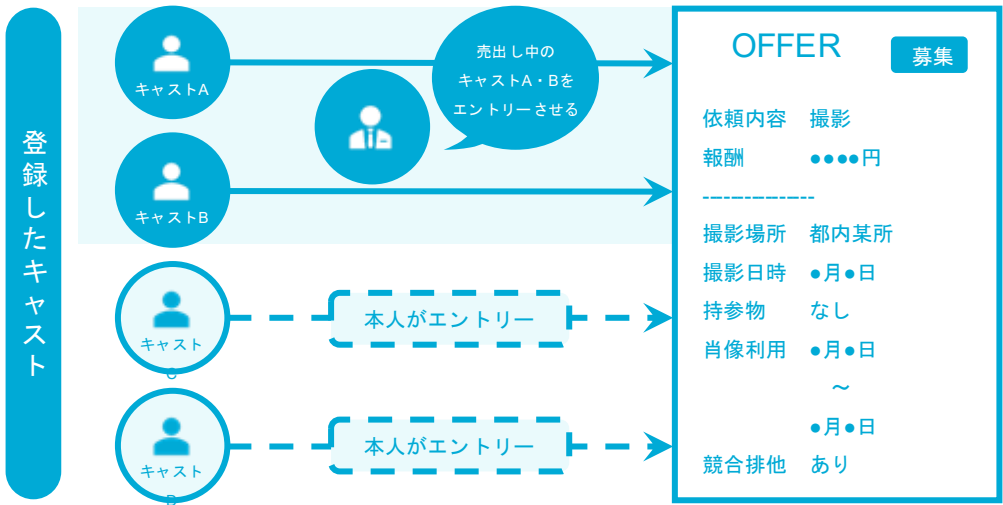 登録したキャスト
キャストA
売出し中の
キャストA・Bを
エントリーさせる
キャストB
キャスト
C
本人がエントリー
キャスト
D
本人がエントリー
OFFER
募集
依頼内容 撮影
報酬 ●●●●円
--------------
撮影場所 都内某所
撮影日時 ●月●日
持参物 なし
肖像利用 ●月●日
～
●月●日
競合排他 あり